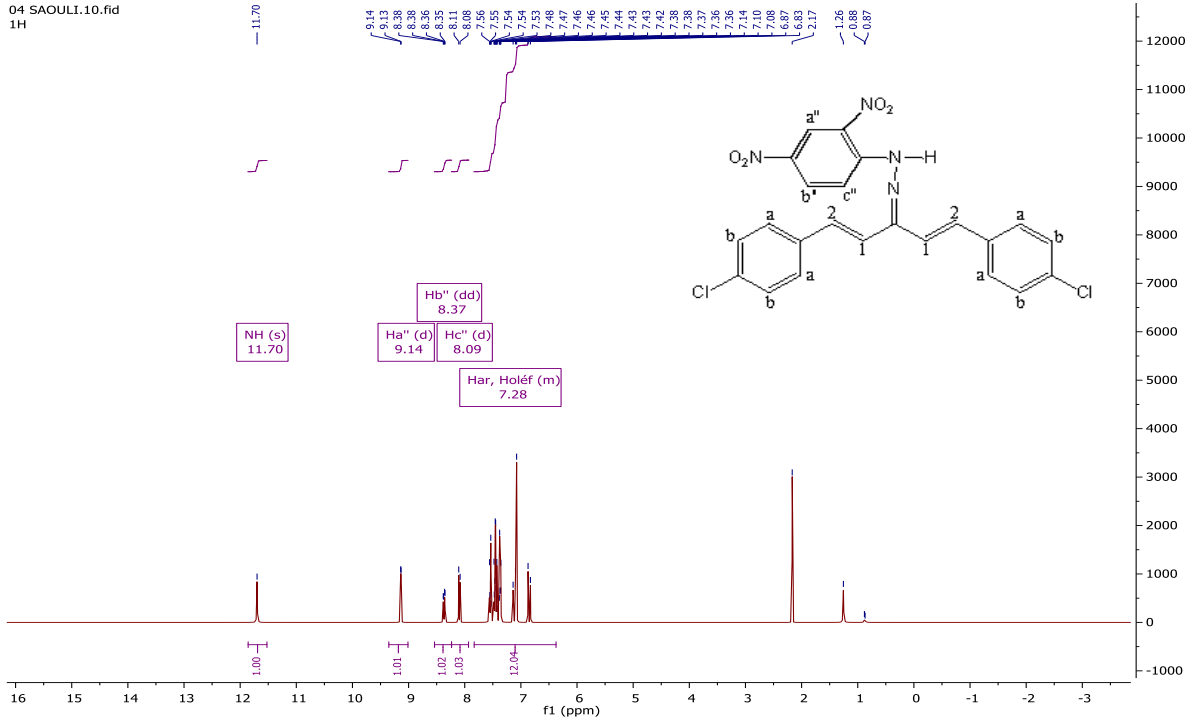 04 SAOULI.10.fid
1H
11.70
9.14
9.13
8.38
8.38
8.36
8.35
8.11
8.08
7.56
7.55
7.54
7.54
7.53
7.48
7.47
7.46
7.46
7.45
7.44
7.43
7.43
7.42
7.38
7.38
7.37
7.36
7.36
7.14
7.10
7.08
6.87
6.83
2.17
1.26
0.88
0.87
NO2
a"
O2N
N
H
b"
c"
N
a
2
2
a
b
1
1
b
a
a
Cl
b
b
Cl
Hb" (dd)
8.37
NH (s)
11.70
Ha" (d)
9.14
Hc" (d)
8.09
Har, Holéf (m)
7.28
12000
11000
10000
9000
8000
7000
6000
5000
4000
3000
2000
1000
0
-1000
1.00
1.01
1.02
1.03
12.04
16 15 14 13 12 11 10 9 8 7 6 5 4 3 2 1 0 -1 -2 -3
f1 (ppm)